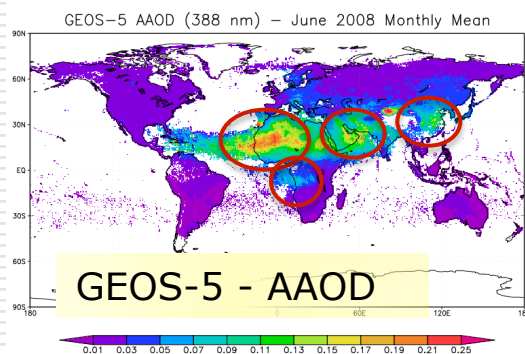 GEOS-5 AAOD (388 nm) – June 2008 Monthly Mean
90N
60N
30N
EQ
30S
60S
90S
GEOS-5 - AAOD
180 0 60E 120E 18
0.01 0.03 0.05 0.07 0.09 0.11 0.13 0.15 0.17 0.19 0.21 0.25